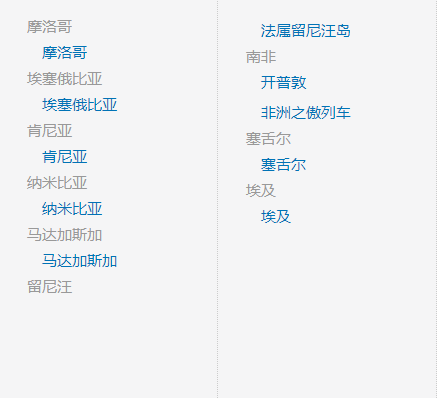 摩洛哥
摩洛哥
埃塞俄比亚
埃塞俄比亚
肯尼亚
肯尼亚
纳米比亚
纳米比亚
马达加斯加
马达加斯加
留尼汪
法属留尼汪岛
南非
开普敦
非洲之傲列车
塞舌尔
塞舌尔
埃及
埃及